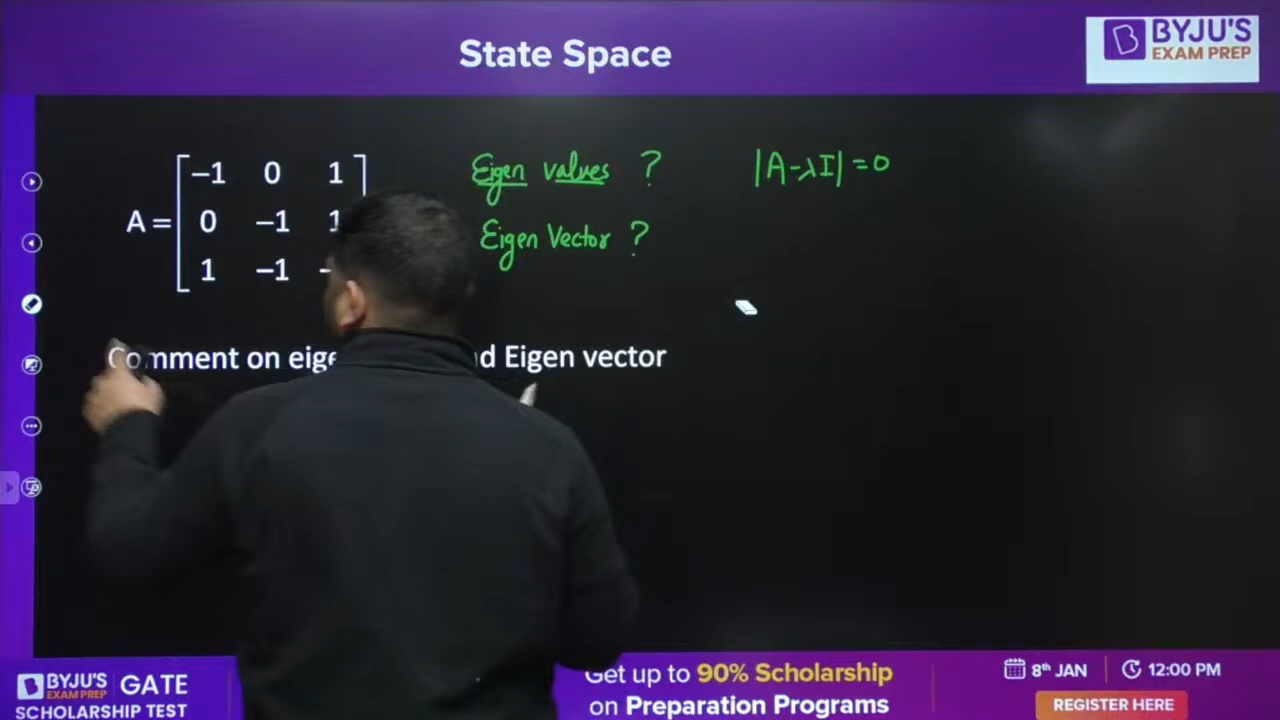 State Space
BYJU'S
EXAM PREP
–1 0 1
A = 0 –1 1
1 –1
Eigen values ?
|A-λI| = 0
Eigen Vector ?
Comment on eige d Eigen vector
BYJU'S
EXAM PREP
GATE
SCHOLARSHIP TEST
Get up to 90% Scholarship
on Preparation Programs
8th JAN
12:00 PM
REGISTER HERE